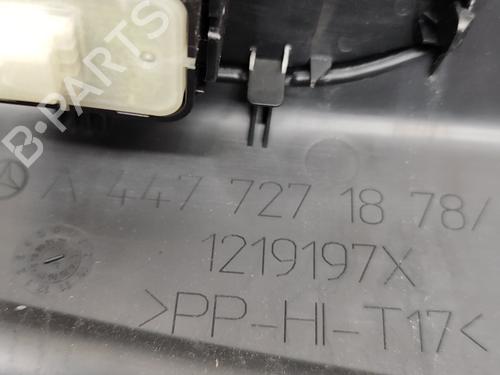 B-PARTS
A 447 727 18 78/
1219197X
>PP-HI-T17<